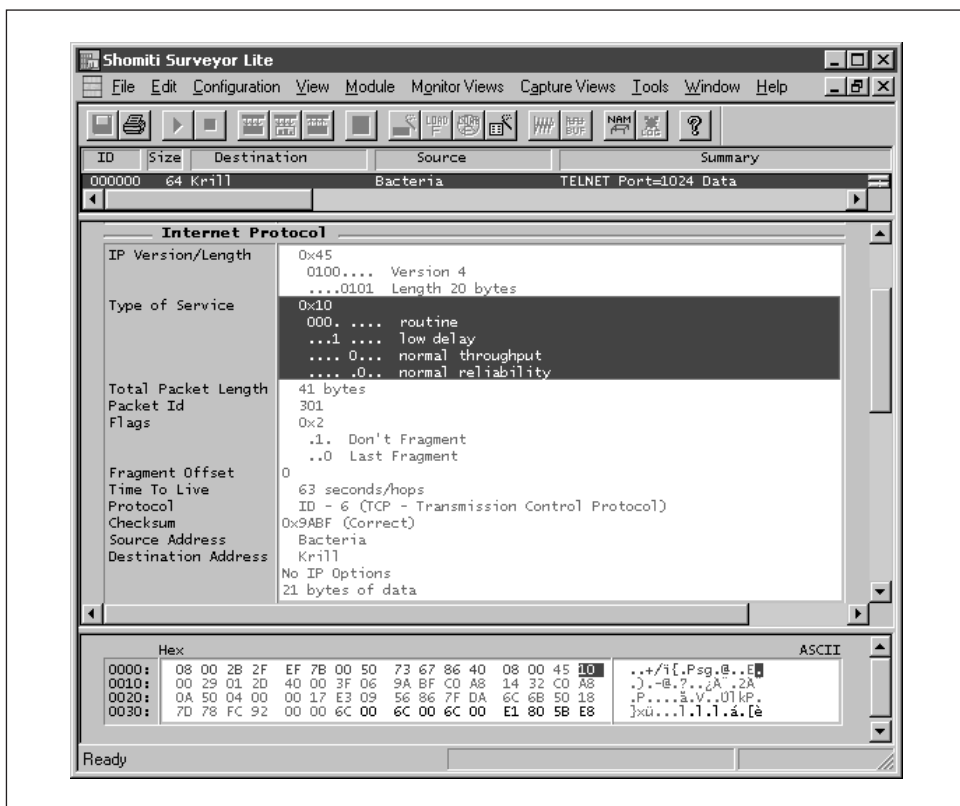 Shomiti Surveyor Lite
File Edit Configuration View Module Monitor Views Capture Views Tools Window Help
NAM
ID Size Destination Source Summary
000000 64 Krill Bacteria TELNET Port=1024 Data
Internet Protocol
IP Version/Length 0x45
0100.... Version 4
....0101 Length 20 bytes
Type of Service 0x10
000. .... routine
...1 .... low delay
.... 0... normal throughput
.... .0.. normal reliability
Total Packet Length 41 bytes
Packet Id 301
Flags 0x2
.1. Don't Fragment
..0 Last Fragment
Fragment Offset 0
Time To Live 63 seconds/hops
Protocol ID - 6 (TCP - Transmission Control Protocol)
Checksum 0x9ABF (Correct)
Source Address Bacteria
Destination Address Krill
No IP Options
21 bytes of data
Hex ASCII
0000: 08 00 2B 2F EF 7B 00 50 73 67 86 40 08 00 45 10 ..+/ï{.Psg.@..E.
0010: 00 29 01 2D 40 00 3F 06 9A BF C0 A8 14 32 C0 A8 .).-@.?..¿À¨.2À¨
0020: 0A 50 04 00 00 17 E3 09 56 86 7F DA 6C 6B 50 18 .P....ã.V..ÚlkP.
0030: 7D 78 FC 92 00 00 6C 00 6C 00 6C 00 E1 80 5B E8 }xü...l.l.l.á.[è
Ready